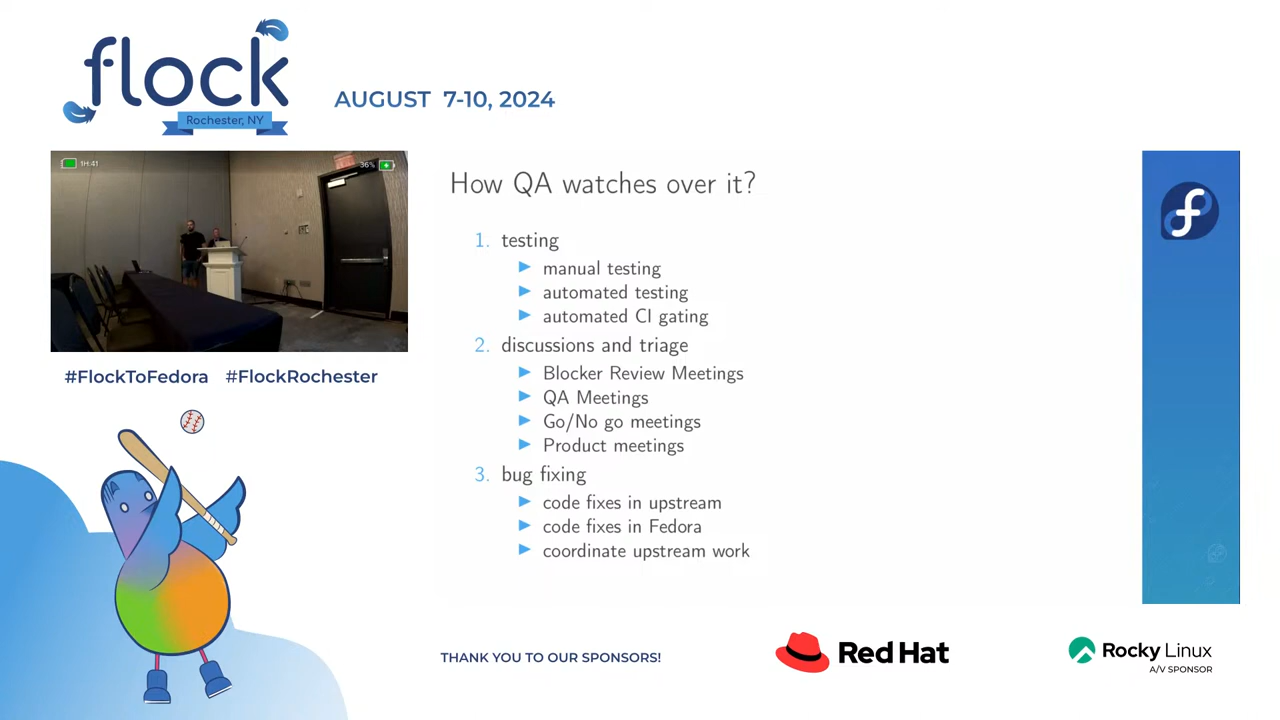 flock
Rochester, NY
AUGUST 7-10, 2024
1H:41
36%
#FlockToFedora #FlockRochester
How QA watches over it?
1. testing
▶ manual testing
▶ automated testing
▶ automated CI gating
2. discussions and triage
▶ Blocker Review Meetings
▶ QA Meetings
▶ Go/No go meetings
▶ Product meetings
3. bug fixing
▶ code fixes in upstream
▶ code fixes in Fedora
▶ coordinate upstream work
THANK YOU TO OUR SPONSORS!
Red Hat
Rocky Linux
A/V SPONSOR